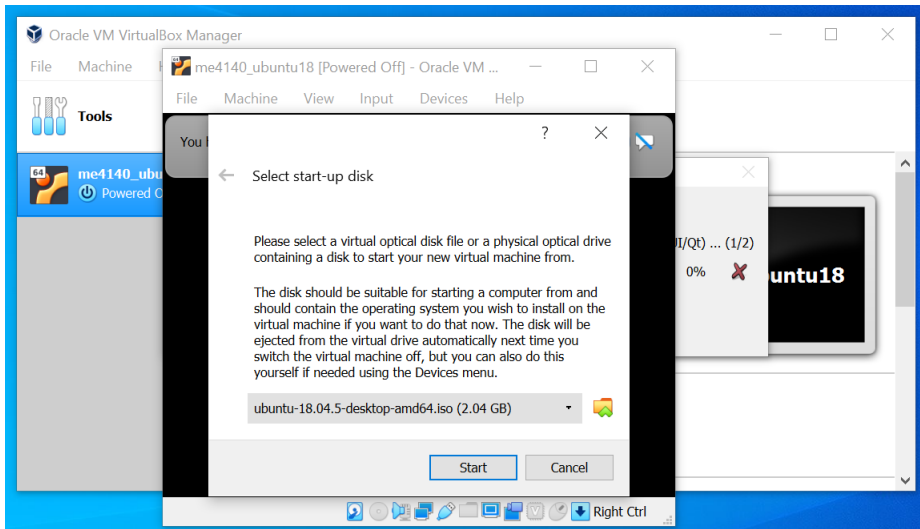 Oracle VM VirtualBox Manager
File Machine
me4140_ubuntu18 [Powered Off] - Oracle VM ...
File Machine View Input Devices Help
Tools
You
? 
64
me4140_ubu
Powered O
Select start-up disk
Please select a virtual optical disk file or a physical optical drive
containing a disk to start your new virtual machine from.
The disk should be suitable for starting a computer from and
should contain the operating system you wish to install on the
virtual machine if you want to do that now. The disk will be
ejected from the virtual drive automatically next time you
switch the virtual machine off, but you can also do this
yourself if needed using the Devices menu.
ubuntu-18.04.5-desktop-amd64.iso (2.04 GB)
Start Cancel
I/Qt) ... (1/2)
0%
untu18
Right Ctrl